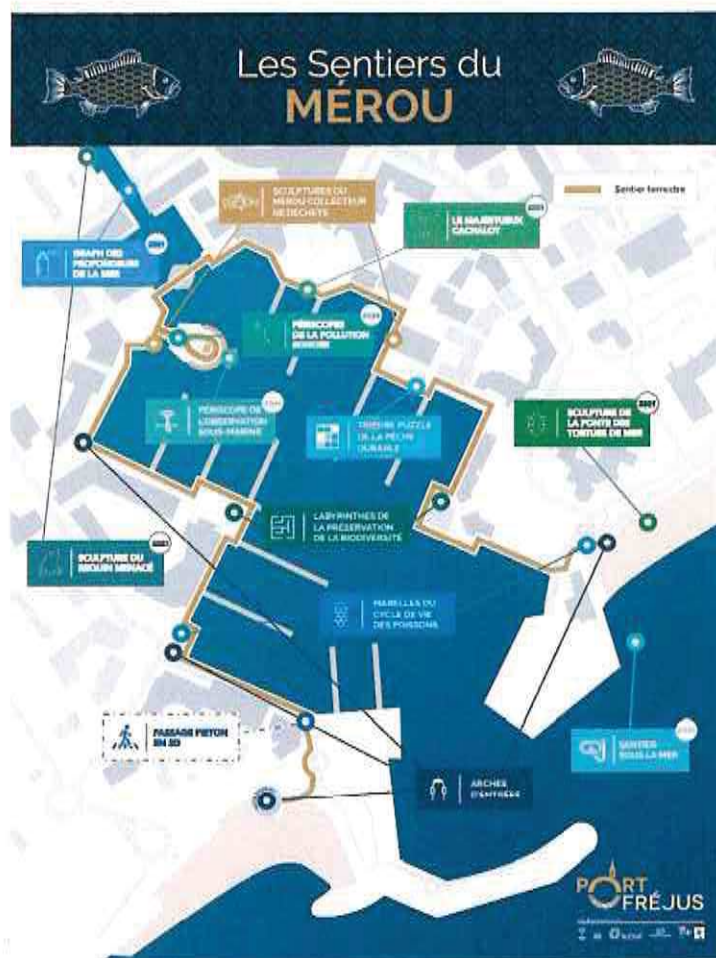 Les Sentiers du
MÉROU
Sentier terrestre
SCULPTURES DU
MÉROU COLLECTEUR
DE DÉCHETS
LE MAJESTUEUX
CACHALOT
GRAPH DES
PROFONDEURS
DE LA MER
PÉRISCOPES
DE LA POLLUTION
SONORE
PÉRISCOPE DE
L'OBSERVATION
SOUS-MARINE
PUZZLE
DE LA PÊCHE
DURABLE
SCULPTURE DE
LA PONTE DES
TORTUES DE MER
LABYRINTHES DE
LA PRÉSERVATION
DE LA BIODIVERSITÉ
SCULPTURE DU
REQUIN MENACÉ
MARELLES DU
CYCLE DE VIE
DES POISSONS
PASSAGE PIÉTON
EN 3D
SENTIER
SOUS LA MER
ARCHES
D'ENTRÉES
PORT
FRÉJUS